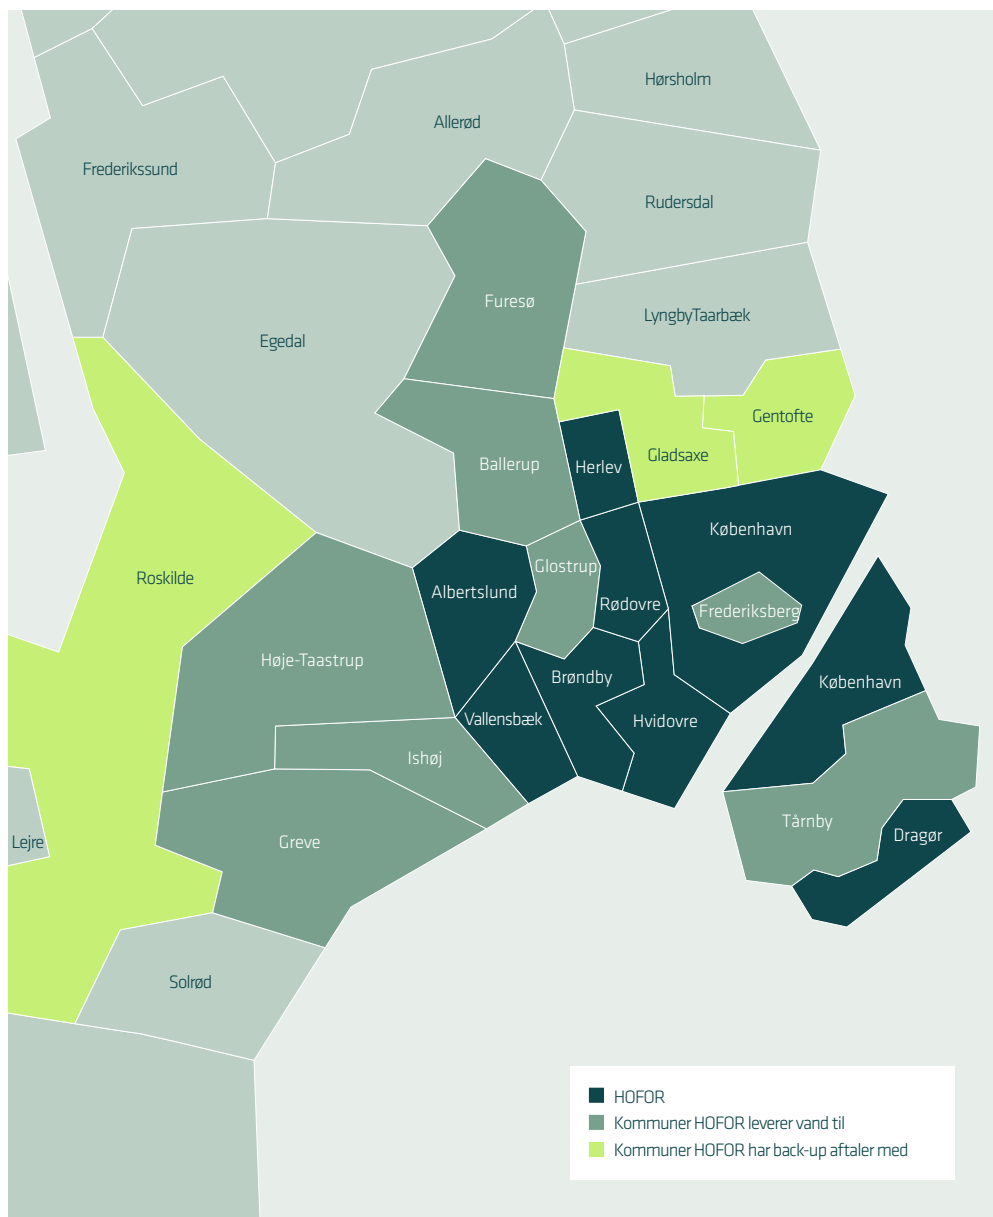 Hørsholm
Allerød
Frederikssund
Rudersdal
Furesø
LyngbyTaarbæk
Egedal
Gentofte
Gladsaxe
Ballerup
Herlev
København
Glostrup
Roskilde
Albertslund
Rødovre
Frederiksberg
Høje-Taastrup
Brøndby
København
Vallensbæk
Hvidovre
Ishøj
Tårnby
Dragør
Lejre
Greve
Solrød
HOFOR
Kommuner HOFOR leverer vand til
Kommuner HOFOR har back-up aftaler med